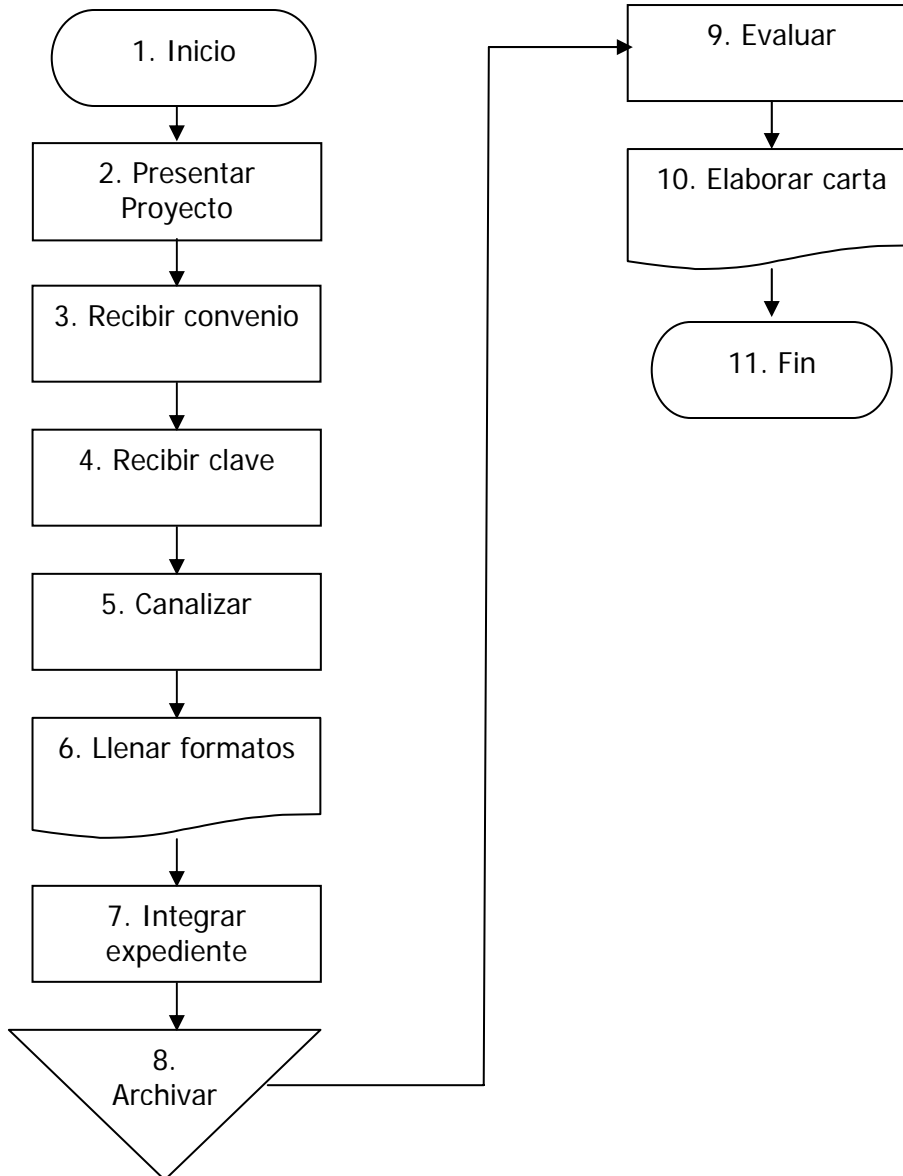 1. Inicio
2. Presentar
Proyecto
3. Recibir convenio
4. Recibir clave
5. Canalizar
6. Llenar formatos
7. Integrar
expediente
8.
Archivar
9. Evaluar
10. Elaborar carta
11. Fin